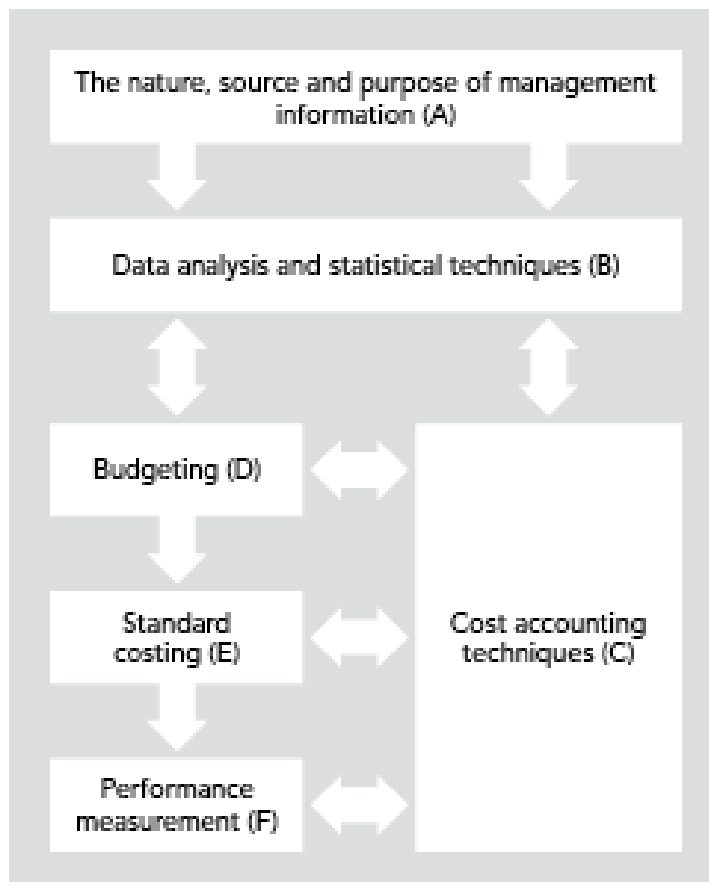 The nature, source and purpose of management
information (A)
Data analysis and statistical techniques (B)
Budgeting (D)
Standard
costing (E)
Cost accounting
techniques (C)
Performance
measurement (F)